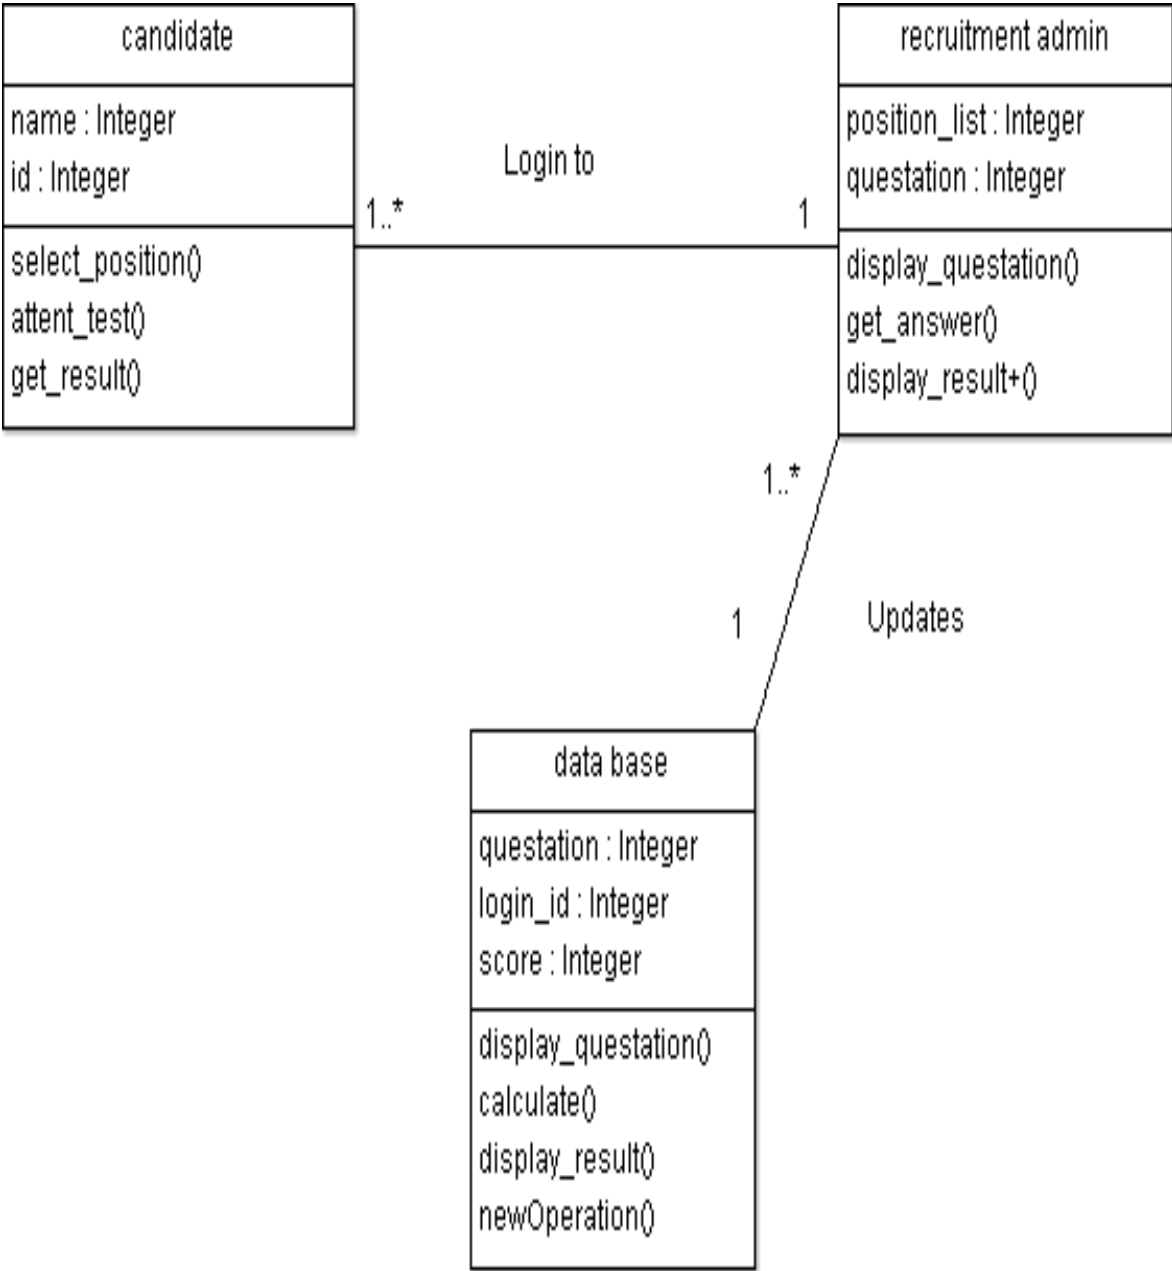 candidate
name : Integer
id : Integer
select_position()
attent_test()
get_result()
Login to
1..*
1
recruitment admin
position_list : Integer
questation : Integer
display_questation()
get_answer()
display_result+()
1..*
1
Updates
data base
questation : Integer
login_id : Integer
score : Integer
display_questation()
calculate()
display_result()
newOperation()